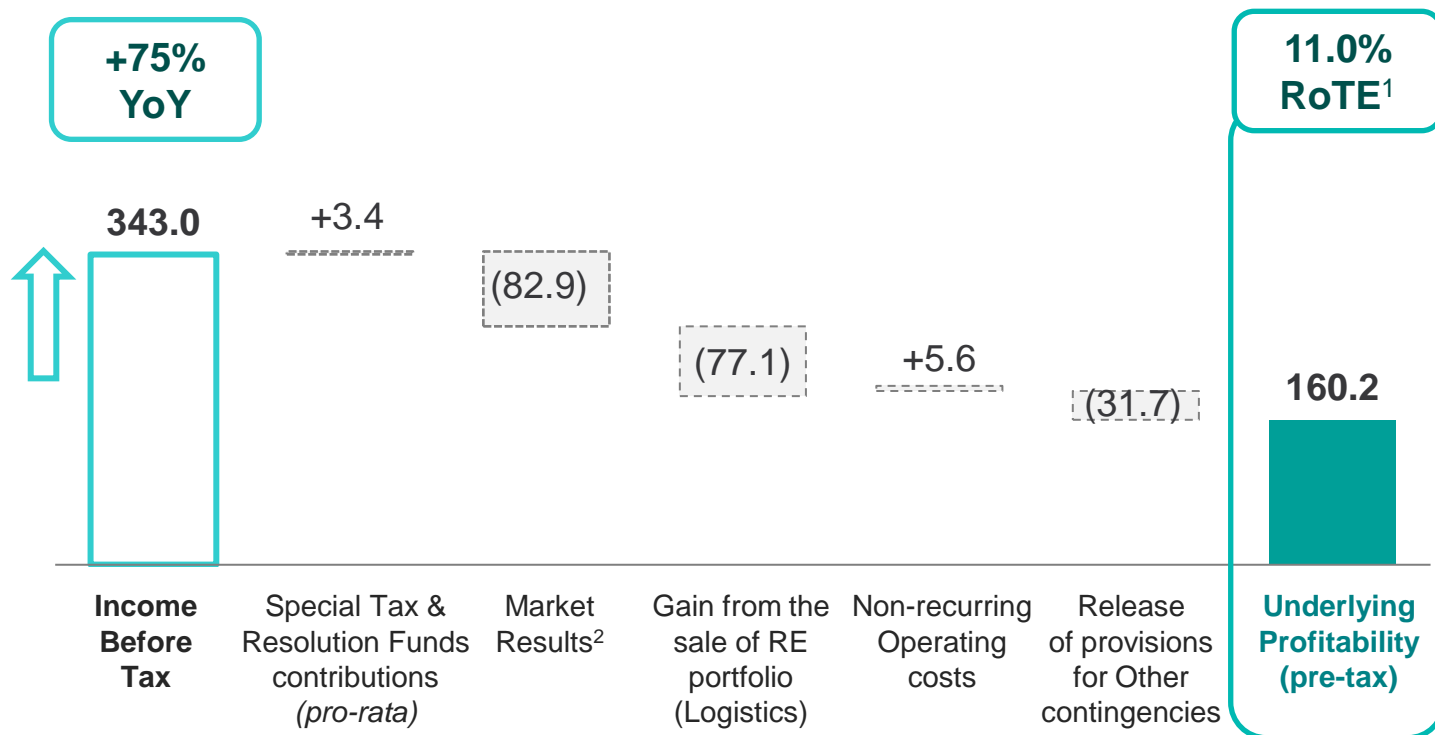 +75%
YoY
11.0%
RoTE¹
343.0
+3.4
(82.9)
(77.1)
+5.6
(31.7)
160.2
Income
Before
Tax
Special Tax &
Resolution Funds
contributions
(pro-rata)
Market
Results²
Gain from the
sale of RE
portfolio
(Logistics)
Non-recurring
Operating
costs
Release
of provisions
for Other
contingencies
Underlying
Profitability
(pre-tax)